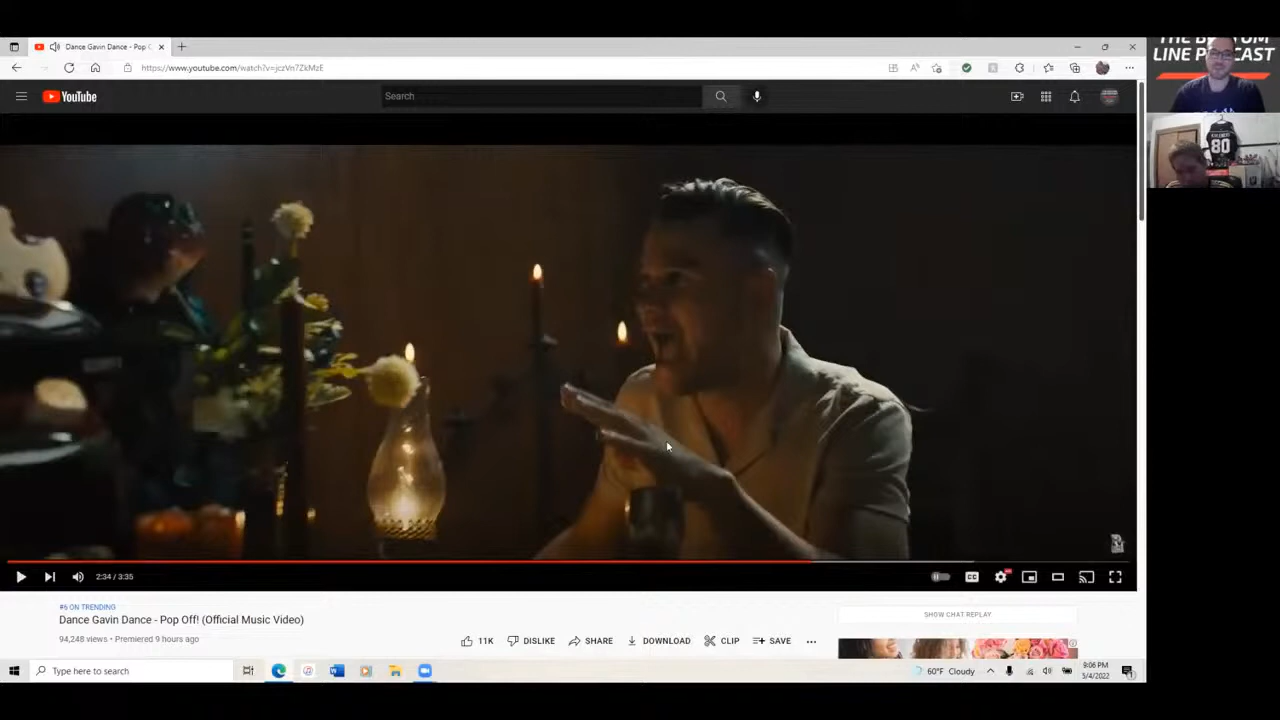 Dance Gavin Dance - Pop
https://www.youtube.com/watch?v=jczVn7ZkMzE
YouTube
Search
THE BOTTOM
LINE PODCAST
80
2:34 / 3:35
CC
#6 ON TRENDING
Dance Gavin Dance - Pop Off! (Official Music Video)
94,248 views • Premiered 9 hours ago
11K
DISLIKE
SHARE
DOWNLOAD
CLIP
SAVE
SHOW CHAT REPLAY
Type here to search
60°F Cloudy
9:06 PM
3/4/2022